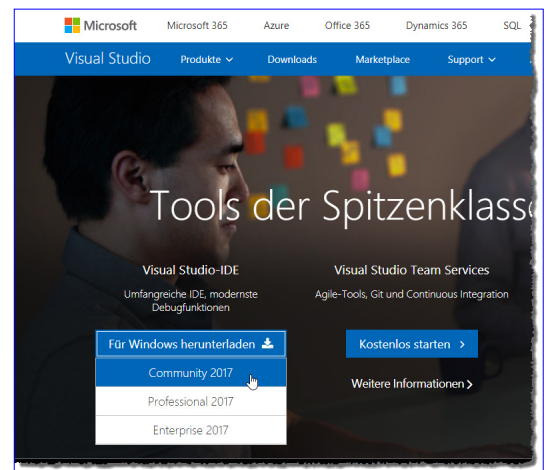 Microsoft Microsoft 365 Azure Office 365 Dynamics 365 SQL
Visual Studio Produkte Downloads Marketplace Support
Tools der Spitzenklasse
Visual Studio-IDE
Umfangreiche IDE, modernste
Debugfunktionen
Für Windows herunterladen
Community 2017
Professional 2017
Enterprise 2017
Visual Studio Team Services
Agile-Tools, Git und Continuous Integration
Kostenlos starten
Weitere Informationen